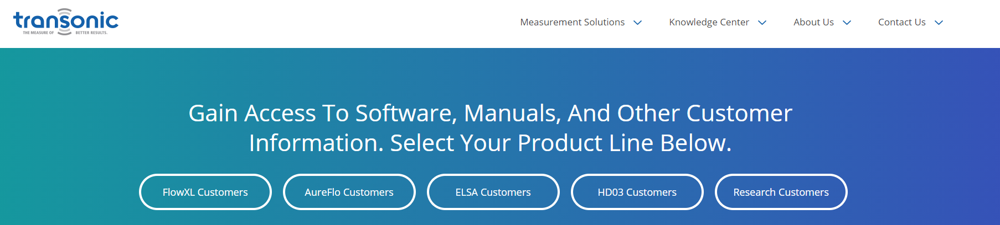 transonic
THE MEASURE OF BETTER RESULTS.
Measurement Solutions Knowledge Center About Us Contact Us
Gain Access To Software, Manuals, And Other Customer
Information. Select Your Product Line Below.
FlowXL Customers AureFlo Customers ELSA Customers HD03 Customers Research Customers